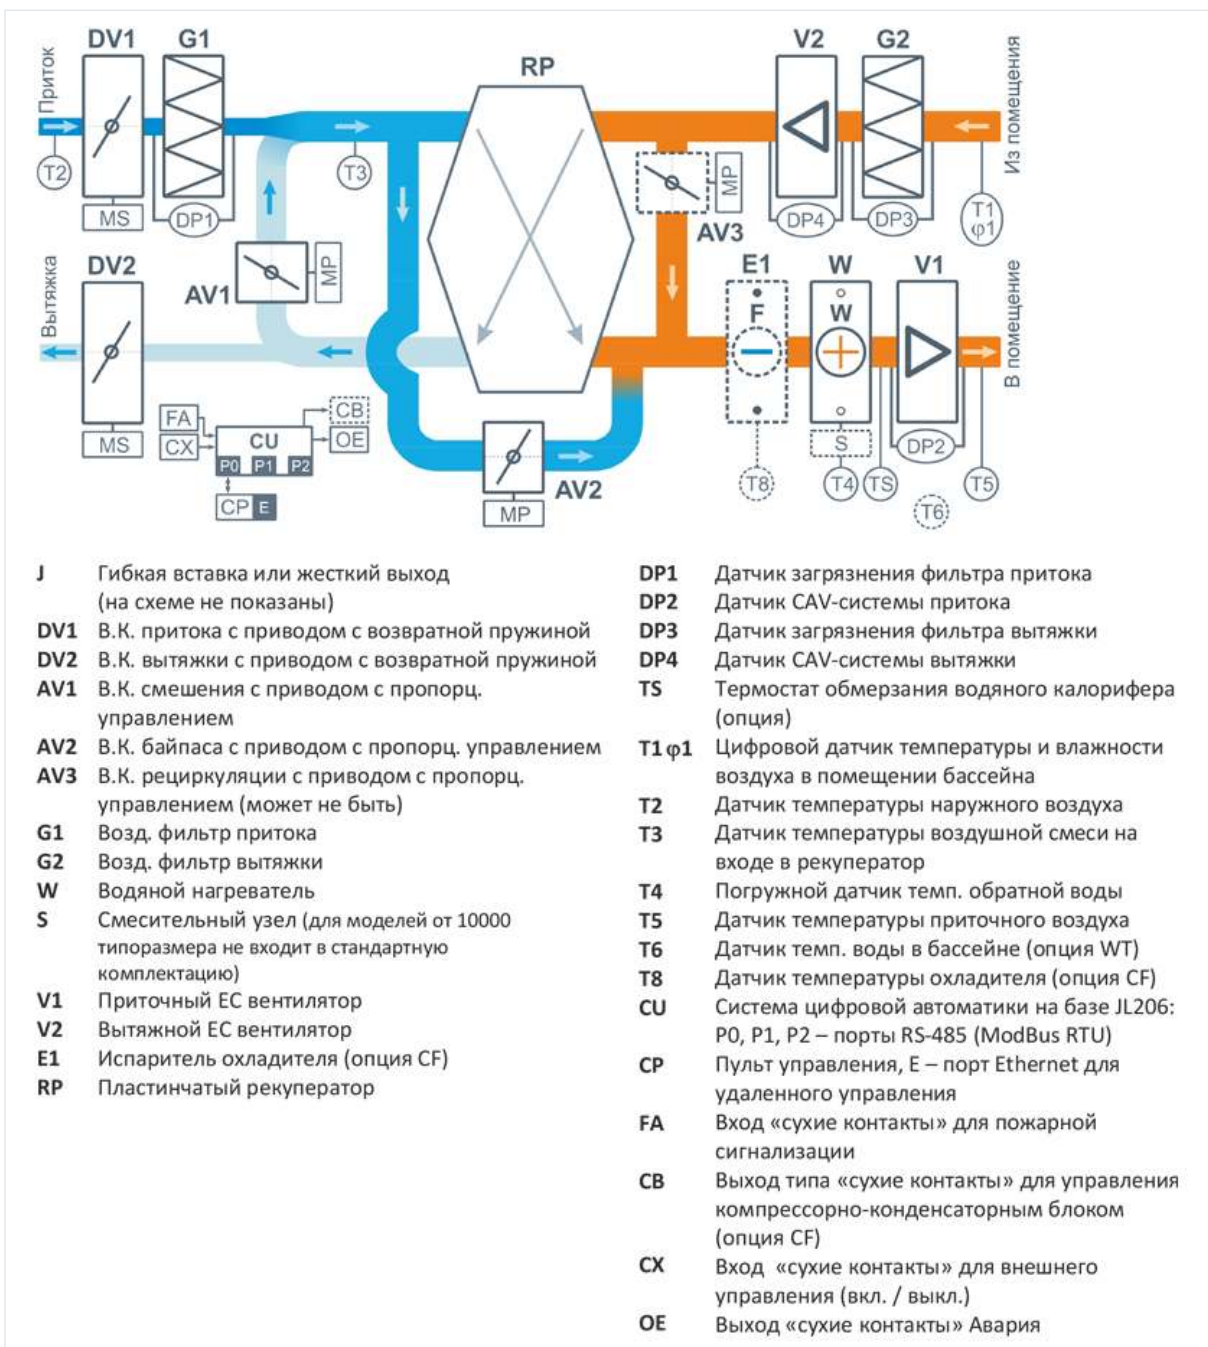 DV1
G1
RP
V2
G2
Приток
Из помещения
T2
MS
DP1
T3
MP
AV3
DP4
DP3
T1
φ1
DV2
AV1
MP
E1
W
V1
Вытяжка
F
W
В помещение
FA
CX
CU
P0 P1 P2
CB
OE
CP E
MS
AV2
MP
S
DP2
T8
T4
TS
T6
T5
J Гибкая вставка или жесткий выход
(на схеме не показаны)
DV1 В.К. притока с приводом с возвратной пружиной
DV2 В.К. вытяжки с приводом с возвратной пружиной
AV1 В.К. смешения с приводом с пропорц.
управлением
AV2 В.К. байпаса с приводом с пропорц. управлением
AV3 В.К. рециркуляции с приводом с пропорц.
управлением (может не быть)
G1 Возд. фильтр притока
G2 Возд. фильтр вытяжки
W Водяной нагреватель
S Смесительный узел (для моделей от 10000
типоразмера не входит в стандартную
комплектацию)
V1 Приточный EC вентилятор
V2 Вытяжной EC вентилятор
E1 Испаритель охладителя (опция CF)
RP Пластинчатый рекуператор
DP1 Датчик загрязнения фильтра притока
DP2 Датчик CAV-системы притока
DP3 Датчик загрязнения фильтра вытяжки
DP4 Датчик CAV-системы вытяжки
TS Термостат обмерзания водяного калорифера
(опция)
T1φ1 Цифровой датчик температуры и влажности
воздуха в помещении бассейна
T2 Датчик температуры наружного воздуха
T3 Датчик температуры воздушной смеси на
входе в рекуператор
T4 Погружной датчик темп. обратной воды
T5 Датчик температуры приточного воздуха
T6 Датчик темп. воды в бассейне (опция WT)
T8 Датчик температуры охладителя (опция CF)
CU Система цифровой автоматики на базе JL206:
P0, P1, P2 – порты RS-485 (ModBus RTU)
CP Пульт управления, E – порт Ethernet для
удаленного управления
FA Вход «сухие контакты» для пожарной
сигнализации
CB Выход типа «сухие контакты» для управления
компрессорно-конденсаторным блоком
(опция CF)
CX Вход «сухие контакты» для внешнего
управления (вкл. / выкл.)
OE Выход «сухие контакты» Авария